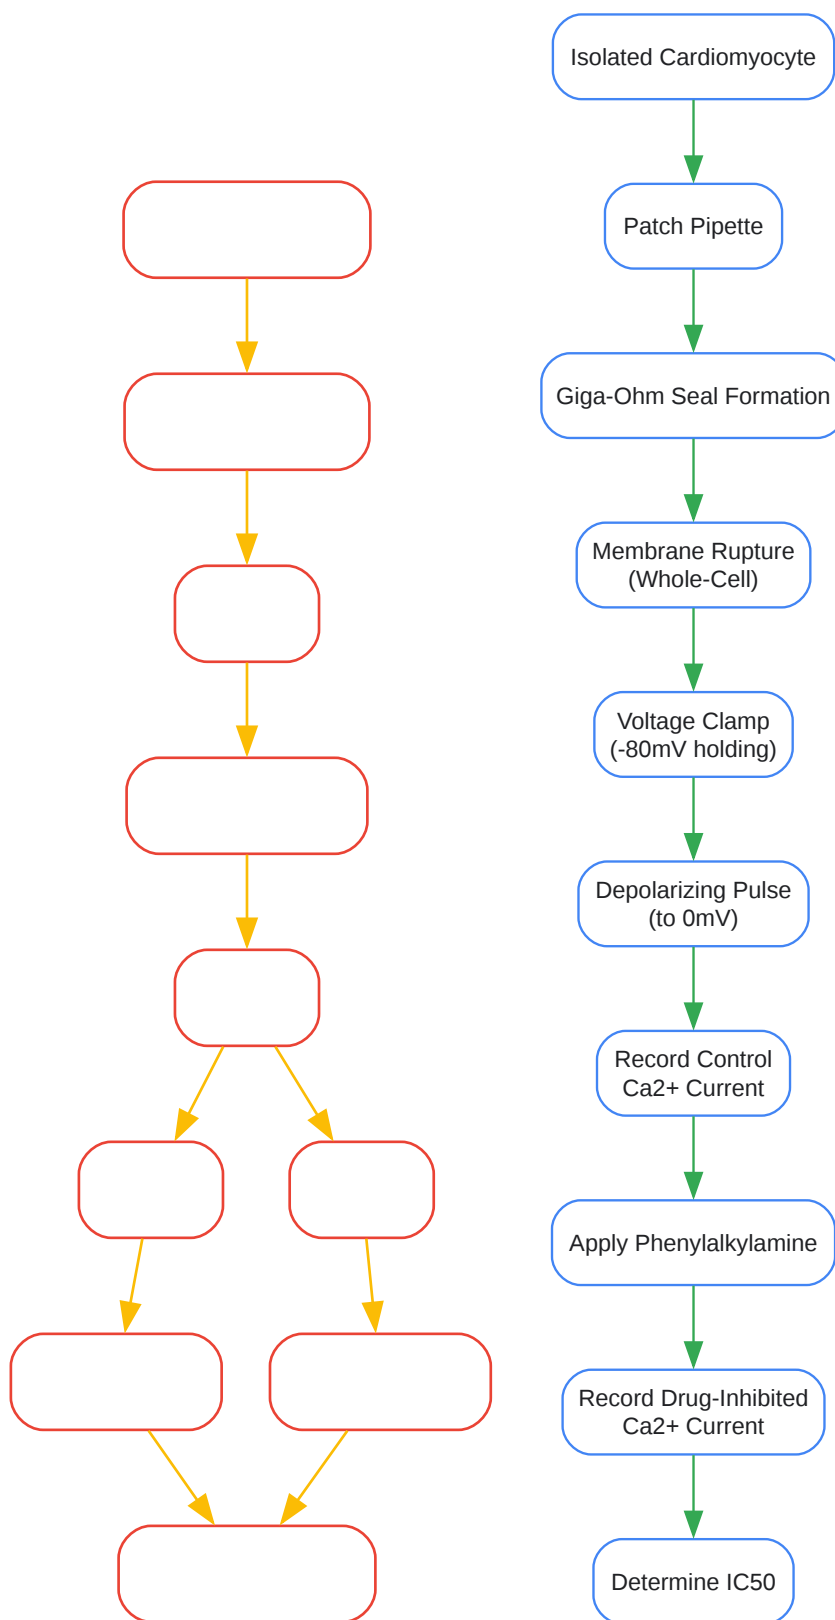 Isolated Cardiomyocyte
Patch Pipette
Giga-Ohm Seal Formation
Membrane Rupture
(Whole-Cell)
Voltage Clamp
(-80mV holding)
Depolarizing Pulse
(to 0mV)
Record Control
Ca2+ Current
Apply Phenylalkylamine
Record Drug-Inhibited
Ca2+ Current
Determine IC50